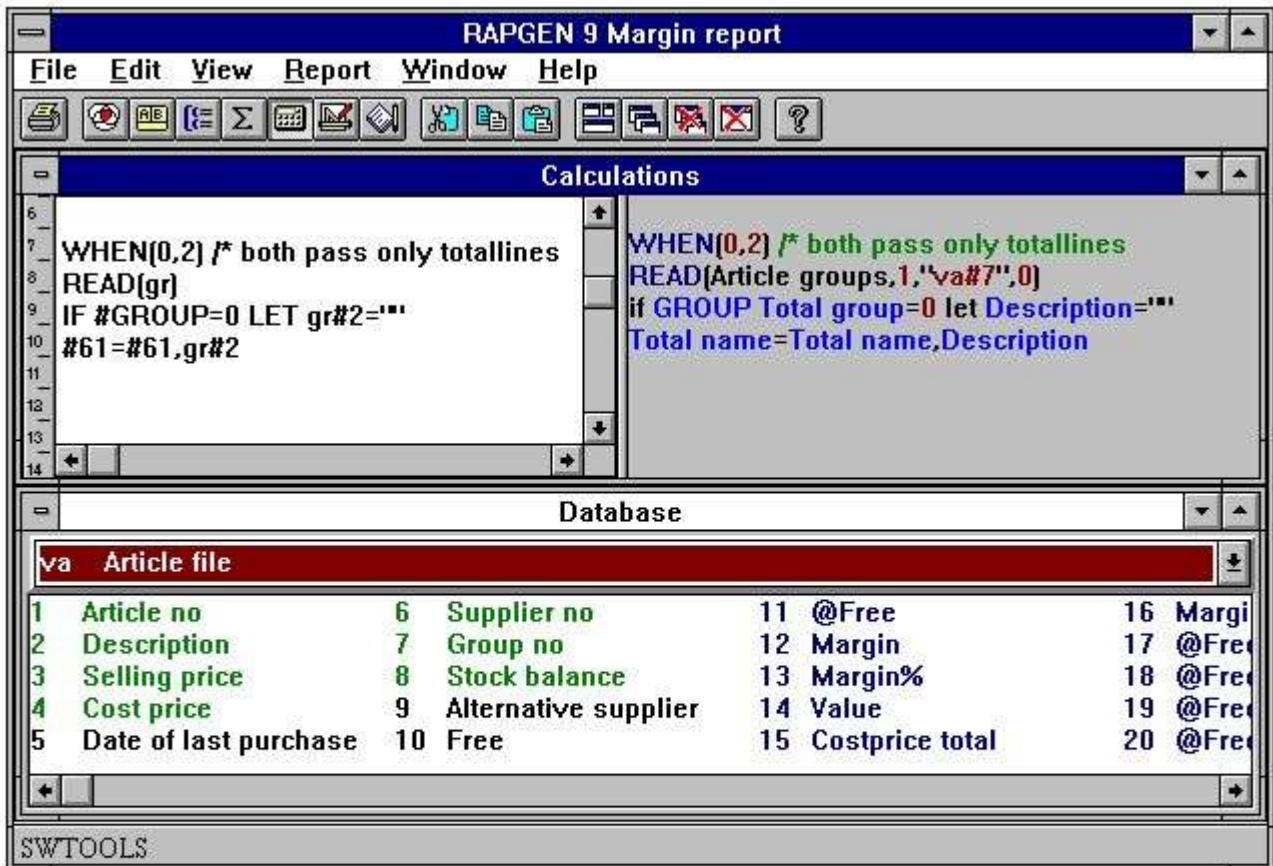 RAPGEN 9 Margin report
File Edit View Report Window Help
Calculations
6
7 WHEN(0,2) /* both pass only totallines
8 READ(gr)
9 IF #GROUP=0 LET gr#2=""
10 #61=#61,gr#2
11
12
13
14
WHEN(0,2) /* both pass only totallines
READ(Article groups,1,"va#7",0)
if GROUP Total group=0 let Description=""
Total name=Total name,Description
Database
va Article file
1 Article no 6 Supplier no 11 @Free 16 Margi
2 Description 7 Group no 12 Margin 17 @Free
3 Selling price 8 Stock balance 13 Margin% 18 @Free
4 Cost price 9 Alternative supplier 14 Value 19 @Free
5 Date of last purchase 10 Free 15 Costprice total 20 @Free
SWTOOLS